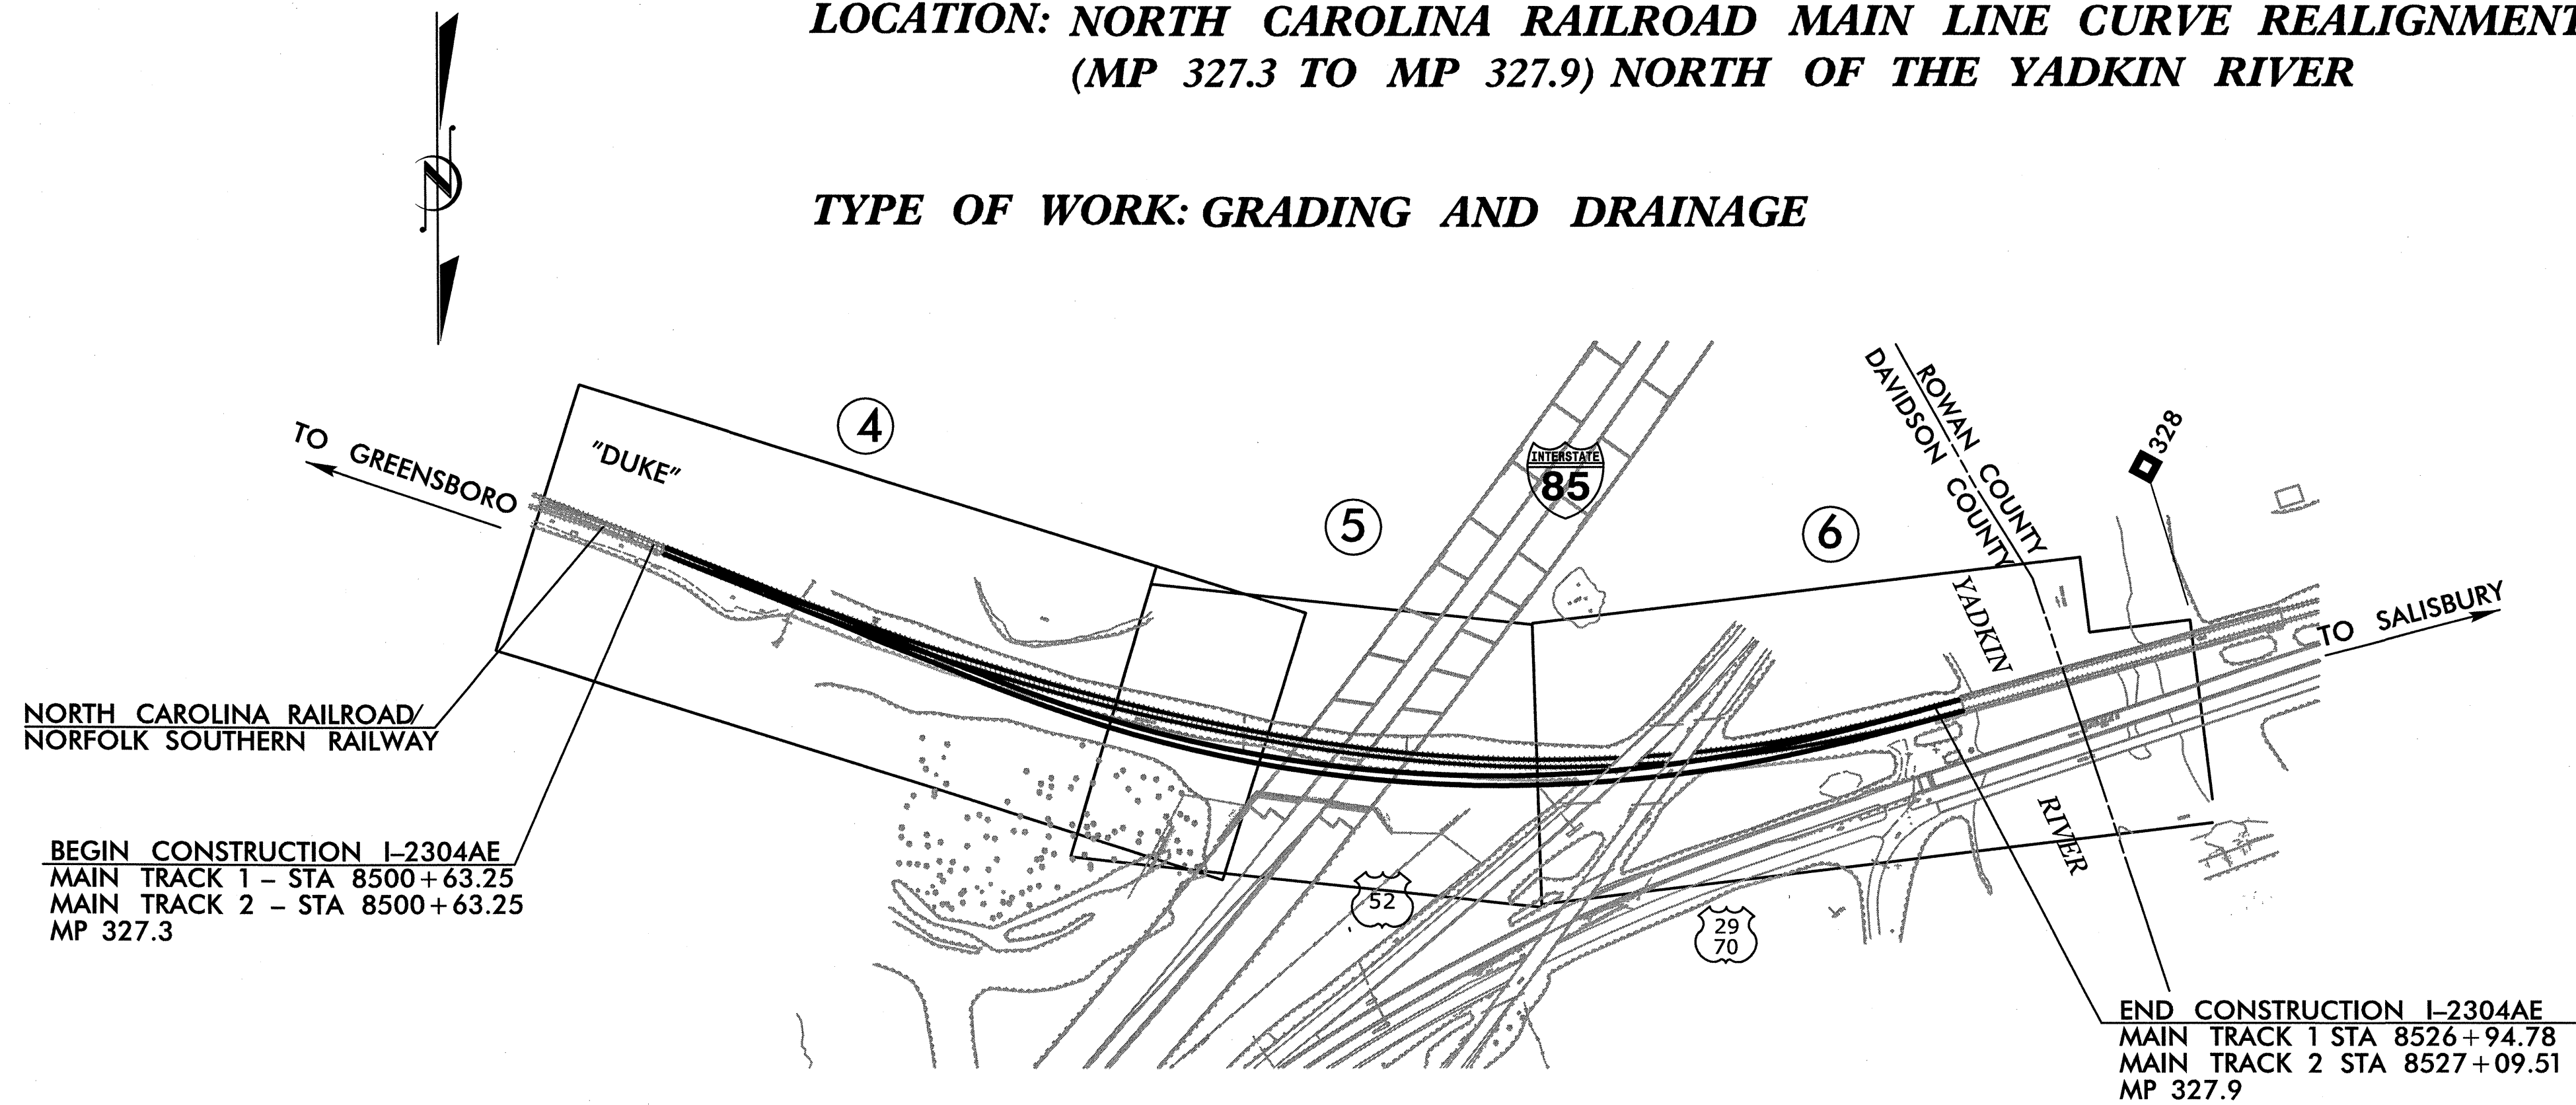 LOCATION: NORTH CAROLINA RAILROAD MAIN LINE CURVE REALIGNMENT
(MP 327.3 TO MP 327.9) NORTH OF THE YADKIN RIVER
N
TYPE OF WORK: GRADING AND DRAINAGE
TO GREENSBORO
"DUKE"
4
5
INTERSTATE
85
6
ROWAN COUNTY
DAVIDSON COUNTY
328
YADKIN
RIVER
TO SALISBURY
NORTH CAROLINA RAILROAD/
NORFOLK SOUTHERN RAILWAY
BEGIN CONSTRUCTION I-2304AE
MAIN TRACK 1 - STA 8500+63.25
MAIN TRACK 2 - STA 8500+63.25
MP 327.3
52
29
70
END CONSTRUCTION I-2304AE
MAIN TRACK 1 STA 8526+94.78
MAIN TRACK 2 STA 8527+09.51
MP 327.9